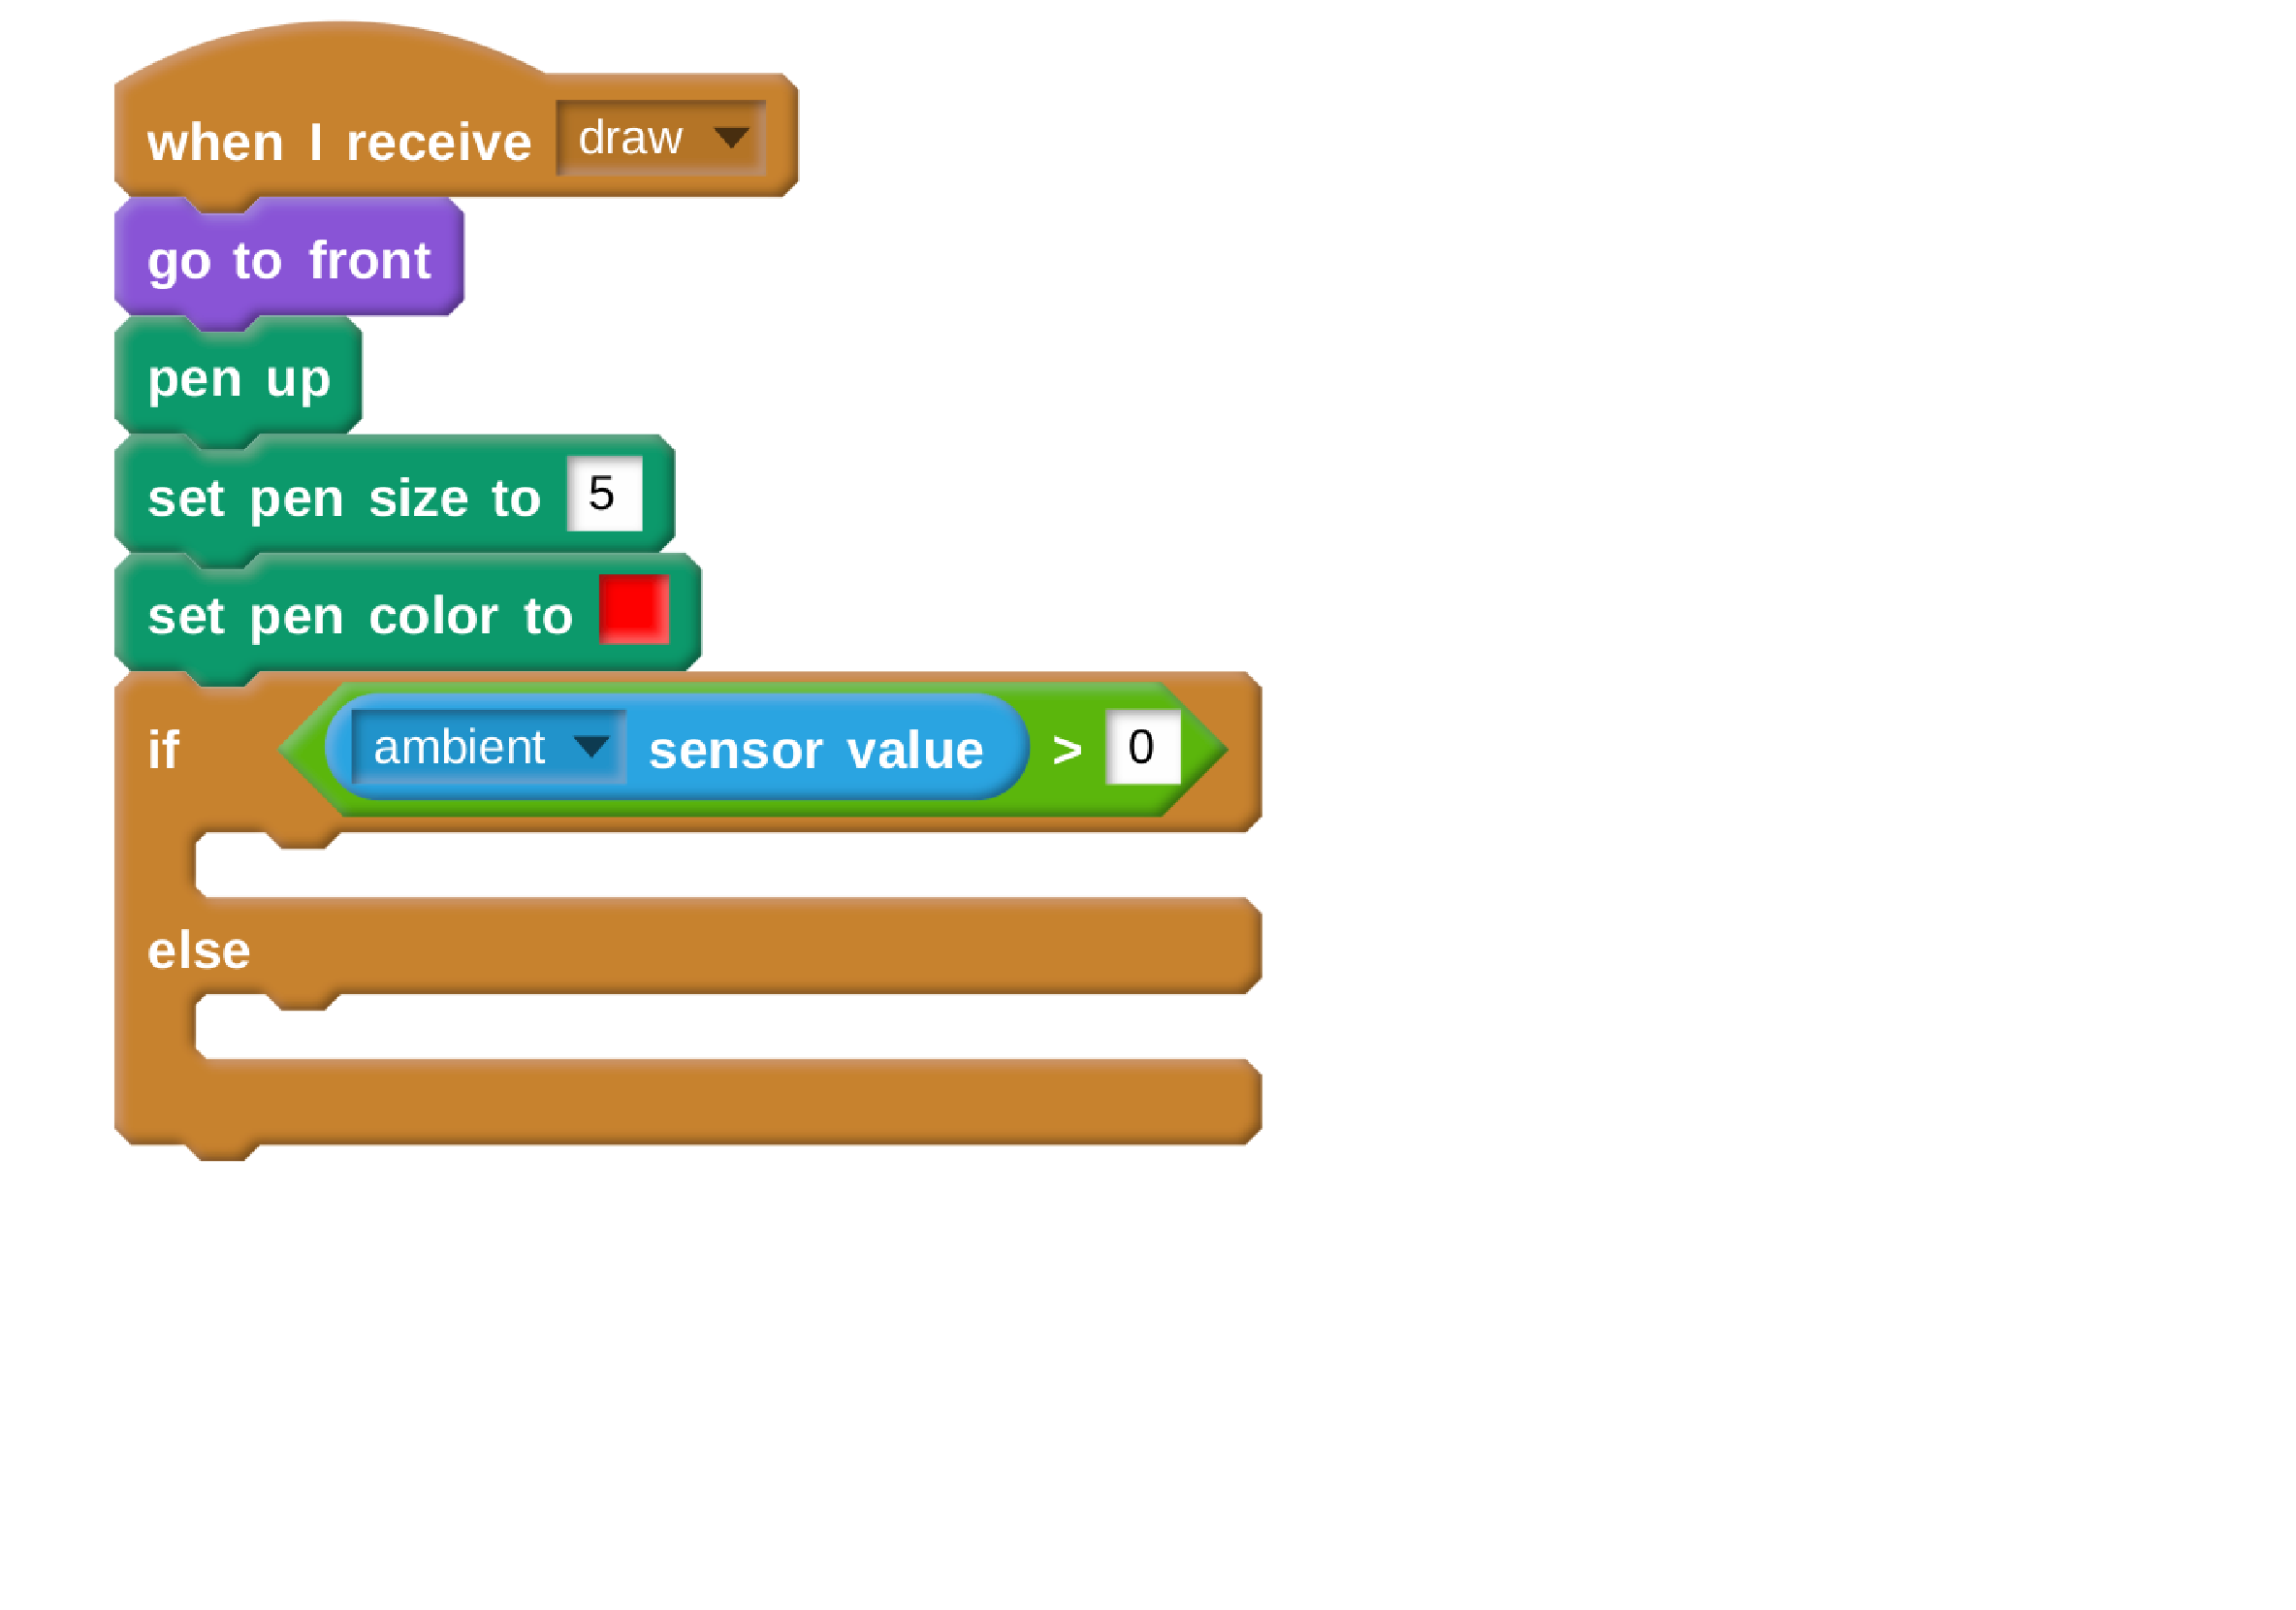 when I receive draw
go to front
pen up
set pen size to 5
set pen color to
if ambient sensor value > 0
else